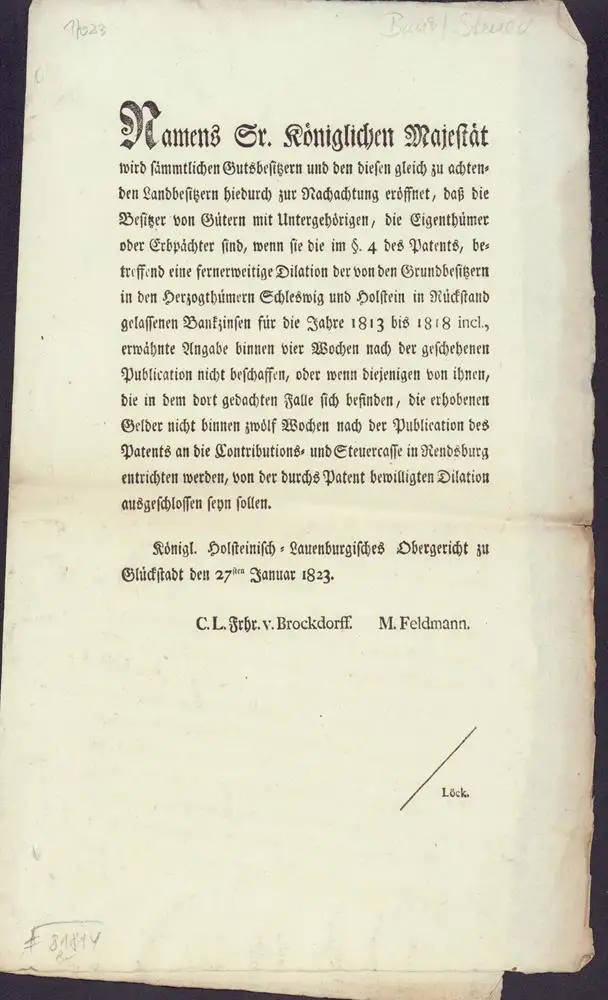 1/023
Namens Sr. Königlichen Majestät
wird sämmtlichen Gutsbesitzern und den diesen gleich zu achten-
den Landbesitzern hiedurch zur Nachachtung eröffnet, daß die
Besitzer von Gütern mit Untergehörigen, die Eigenthümer
oder Erbpächter sind, wenn sie die im §. 4 des Patents, be-
treffend eine fernerweitige Dilation der von den Grundbesitzern
in den Herzogthümern Schleswig und Holstein in Rückstand
gelassenen Bankzinsen für die Jahre 1813 bis 1818 incl.,
erwähnte Angabe binnen vier Wochen nach der geschehenen
Publication nicht beschaffen, oder wenn diejenigen von ihnen,
die in dem dort gedachten Falle sich befinden, die erhobenen
Gelder nicht binnen zwölf Wochen nach der Publication des
Patents an die Contributions- und Steuercasse in Rendsburg
entrichten werden, von der durchs Patent bewilligten Dilation
ausgeschlossen seyn sollen.
Königl. Holsteinisch-Lauenburgisches Obergericht zu
Glückstadt den 27sten Januar 1823.
C. L. Frhr. v. Brockdorff. M. Feldmann.
Löck.
81814